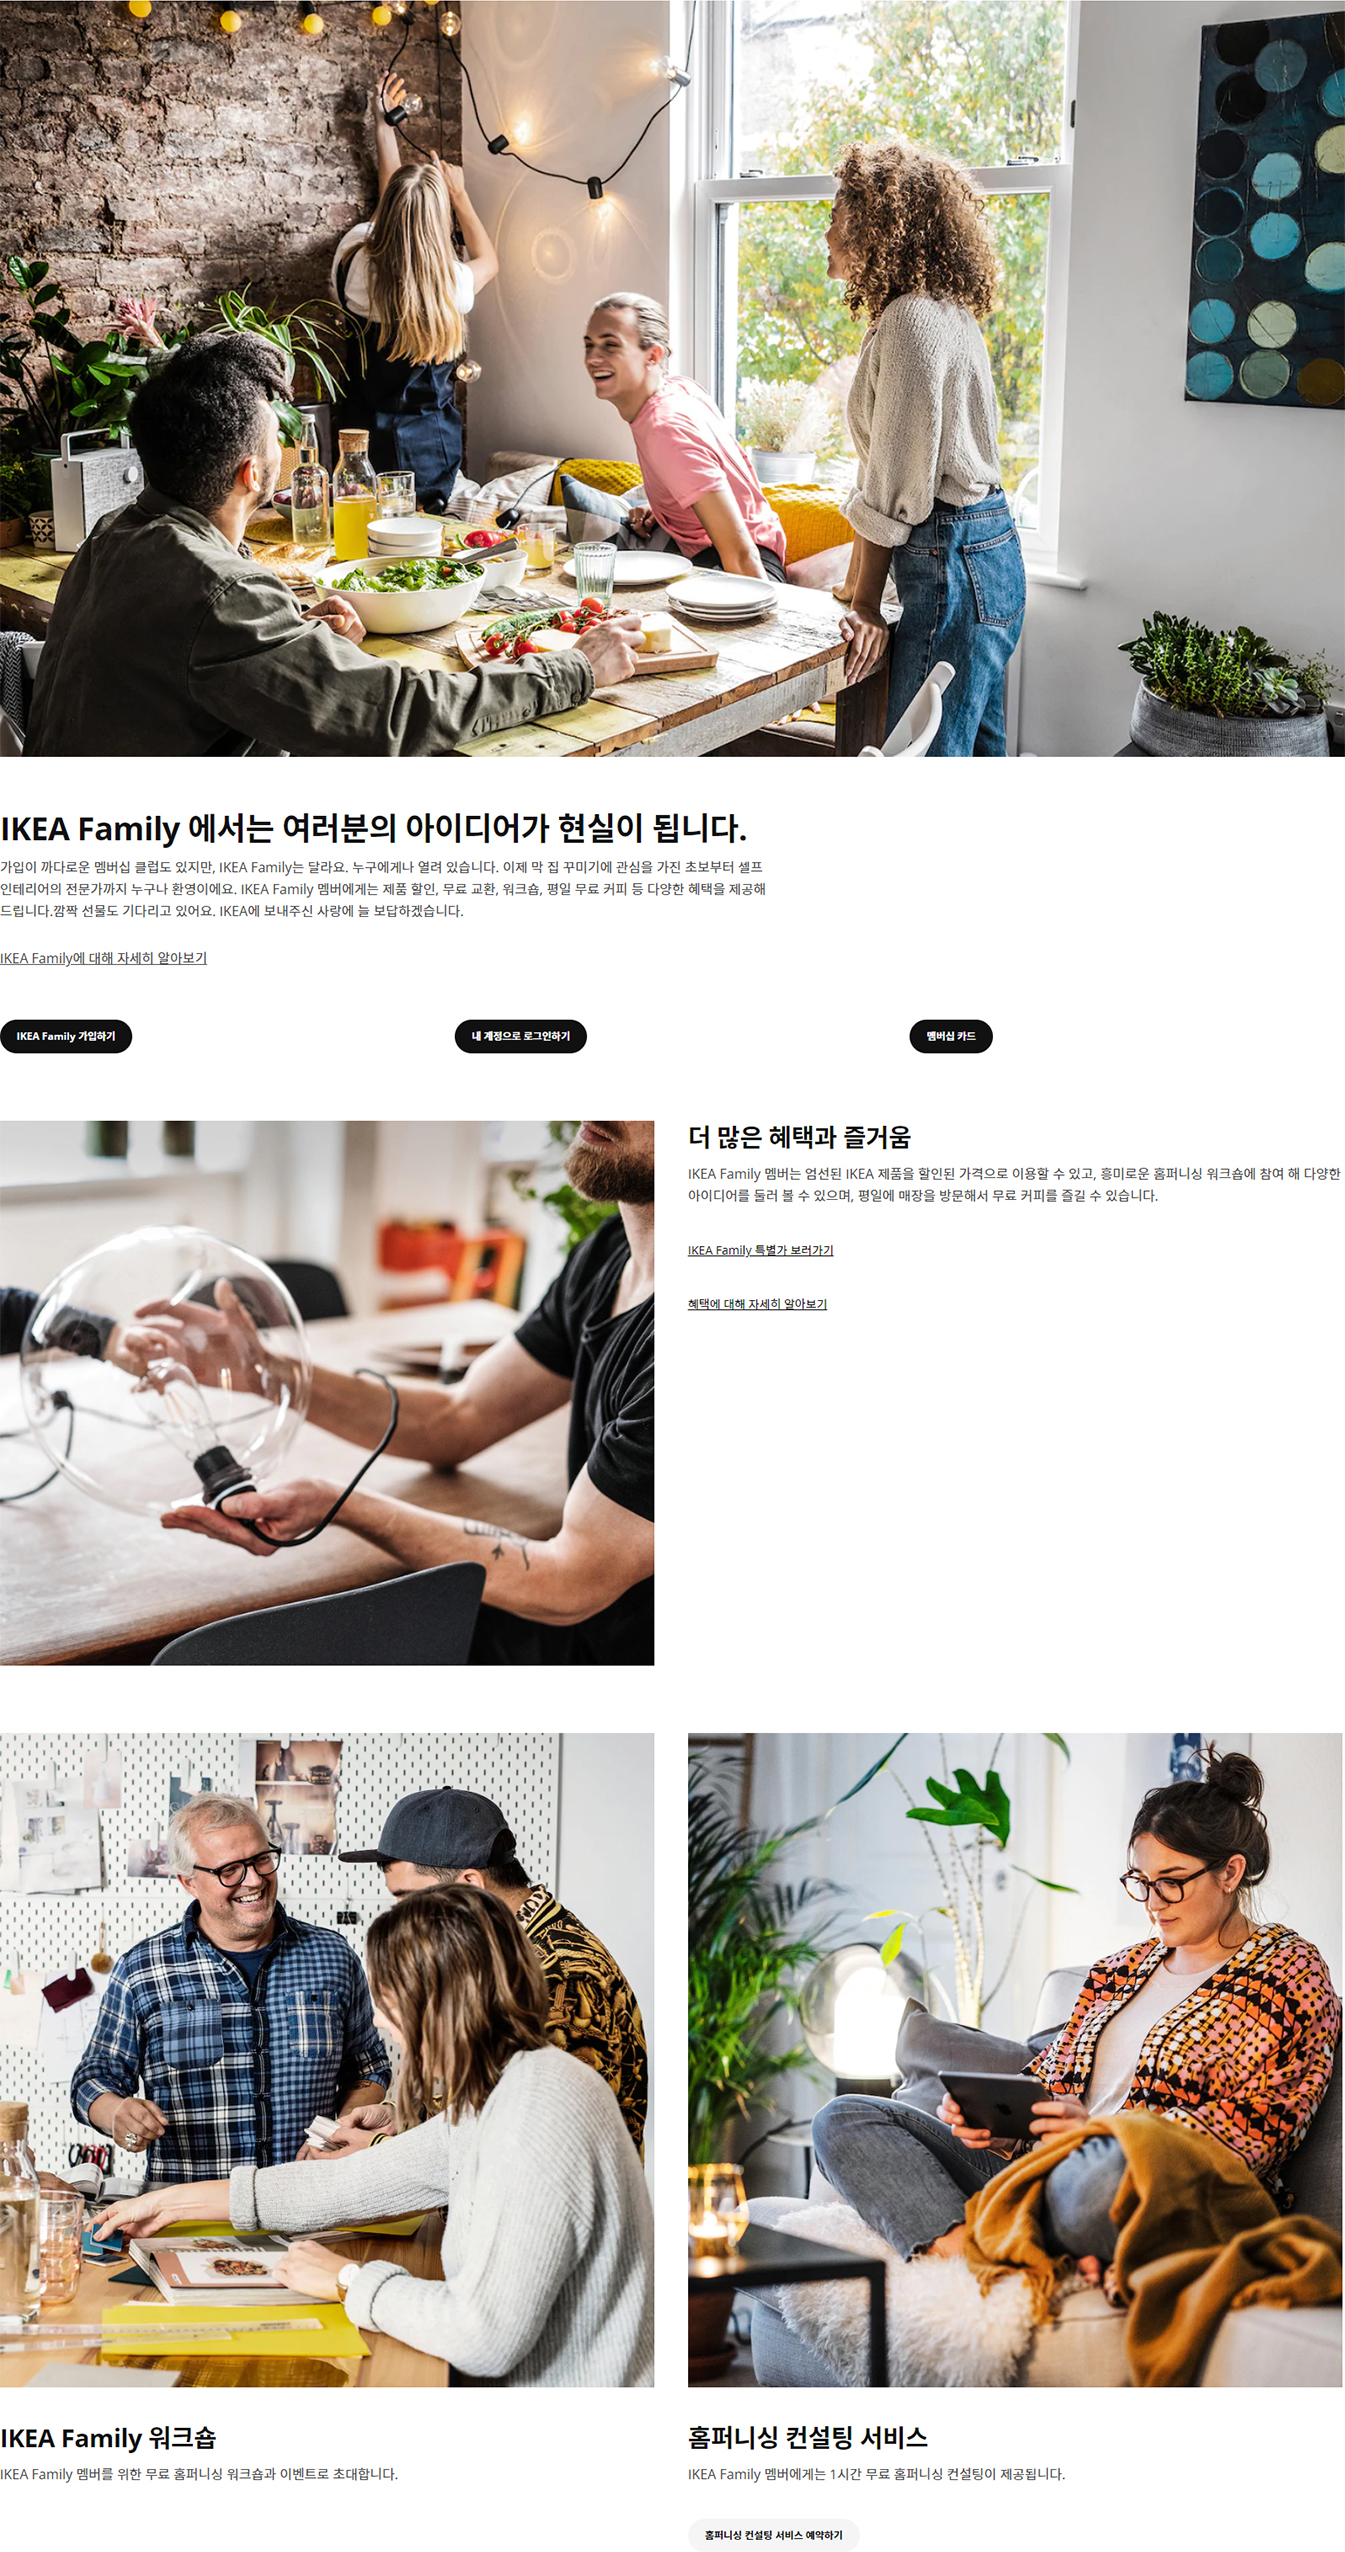 IKEA Family 에서는 여러분의 아이디어가 현실이 됩니다.
가입이 까다로운 멤버십 클럽도 있지만, IKEA Family는 달라요. 누구에게나 열려 있습니다. 이제 막 집 꾸미기에 관심을 가진 초보부터 셀프
인테리어의 전문가까지 누구나 환영이에요. IKEA Family 멤버에게는 제품 할인, 무료 교환, 워크숍, 평일 무료 커피 등 다양한 혜택을 제공해
드립니다.깜짝 선물도 기다리고 있어요. IKEA에 보내주신 사랑에 늘 보답하겠습니다.
IKEA Family에 대해 자세히 알아보기
IKEA Family 가입하기
내 계정으로 로그인하기
멤버십 카드
더 많은 혜택과 즐거움
IKEA Family 멤버는 엄선된 IKEA 제품을 할인된 가격으로 이용할 수 있고, 흥미로운 홈퍼니싱 워크숍에 참여 해 다양한
아이디어를 둘러 볼 수 있으며, 평일에 매장을 방문해서 무료 커피를 즐길 수 있습니다.
IKEA Family 특별가 보러가기
혜택에 대해 자세히 알아보기
IKEA Family 워크숍
IKEA Family 멤버를 위한 무료 홈퍼니싱 워크숍과 이벤트로 초대합니다.
홈퍼니싱 컨설팅 서비스
IKEA Family 멤버에게는 1시간 무료 홈퍼니싱 컨설팅이 제공됩니다.
홈퍼니싱 컨설팅 서비스 예약하기